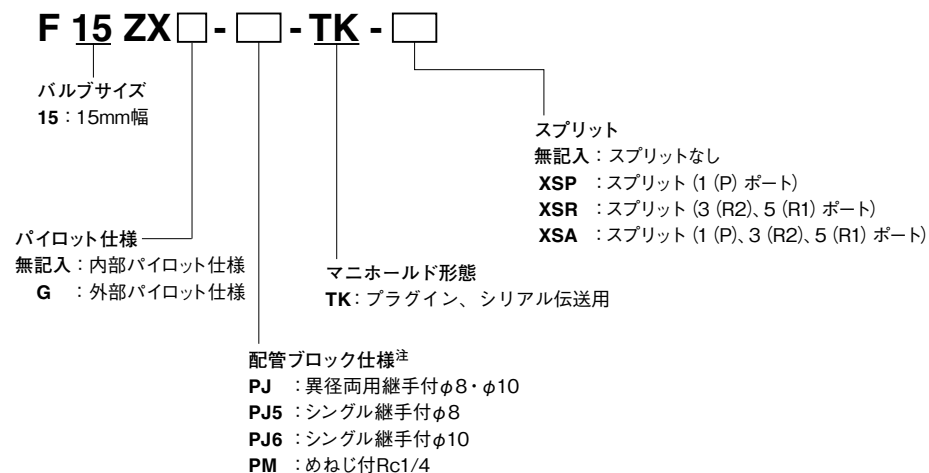 F 15 ZX□ - □ - TK - □
バルブサイズ
15：15mm幅
スプリット
無記入：スプリットなし
XSP ：スプリット（1（P）ポート）
XSR ：スプリット（3（R2）、5（R1）ポート）
XSA ：スプリット（1（P）、3（R2）、5（R1）ポート）
パイロット仕様
無記入：内部パイロット仕様
G ：外部パイロット仕様
マニホールド形態
TK：プラグイン、シリアル伝送用
配管ブロック仕様注
PJ ：異径両用継手付φ8・φ10
PJ5 ：シングル継手付φ8
PJ6 ：シングル継手付φ10
PM ：めねじ付Rc1/4